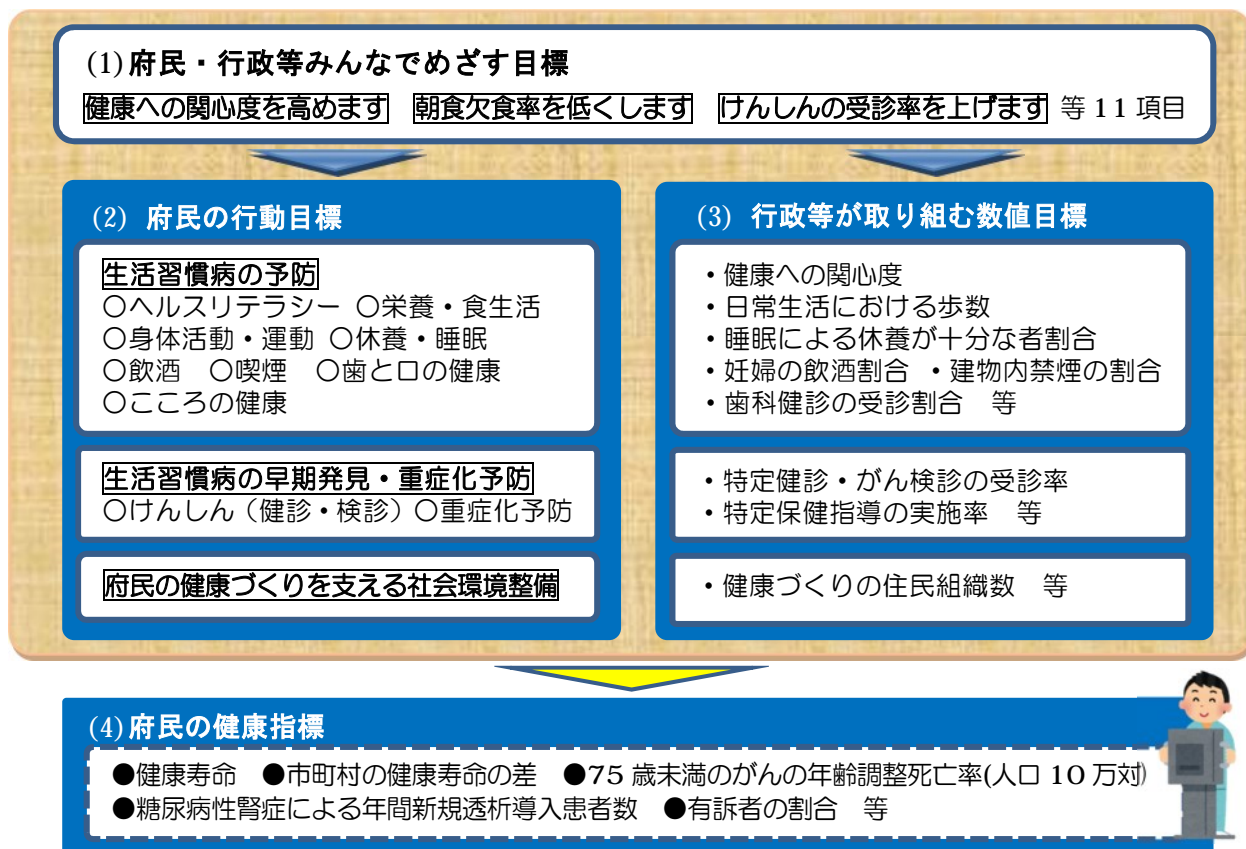 (1)府民・行政等みんなでめざす目標
健康への関心度を高めます 朝食欠食率を低くします けんしんの受診率を上げます 等11項目
(2) 府民の行動目標
生活習慣病の予防
〇ヘルスリテラシー 〇栄養・食生活
〇身体活動・運動 〇休養・睡眠
〇飲酒 〇喫煙 〇歯と口の健康
〇こころの健康
生活習慣病の早期発見・重症化予防
〇けんしん(健診・検診)〇重症化予防
府民の健康づくりを支える社会環境整備
(3) 行政等が取り組む数値目標
・健康への関心度
・日常生活における歩数
・睡眠による休養が十分な者割合
・妊婦の飲酒割合 ・建物内禁煙の割合
・歯科健診の受診割合 等
・特定健診・がん検診の受診率
・特定保健指導の実施率 等
・健康づくりの住民組織数 等
(4)府民の健康指標
●健康寿命 ●市町村の健康寿命の差 ●75歳未満のがんの年齢調整死亡率(人口10万対)
●糖尿病性腎症による年間新規透析導入患者数 ●有訴者の割合 等